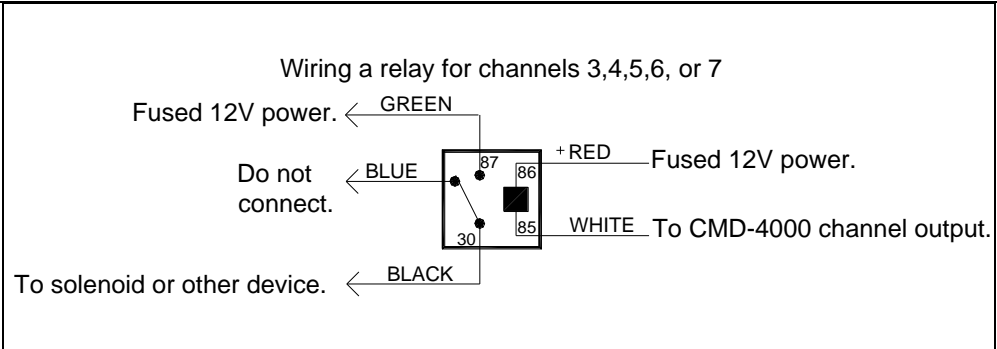 Wiring a relay for channels 3,4,5,6, or 7
Fused 12V power.
GREEN
87
+RED
86
Fused 12V power.
Do not
connect.
BLUE
85
WHITE
To CMD-4000 channel output.
30
To solenoid or other device.
BLACK